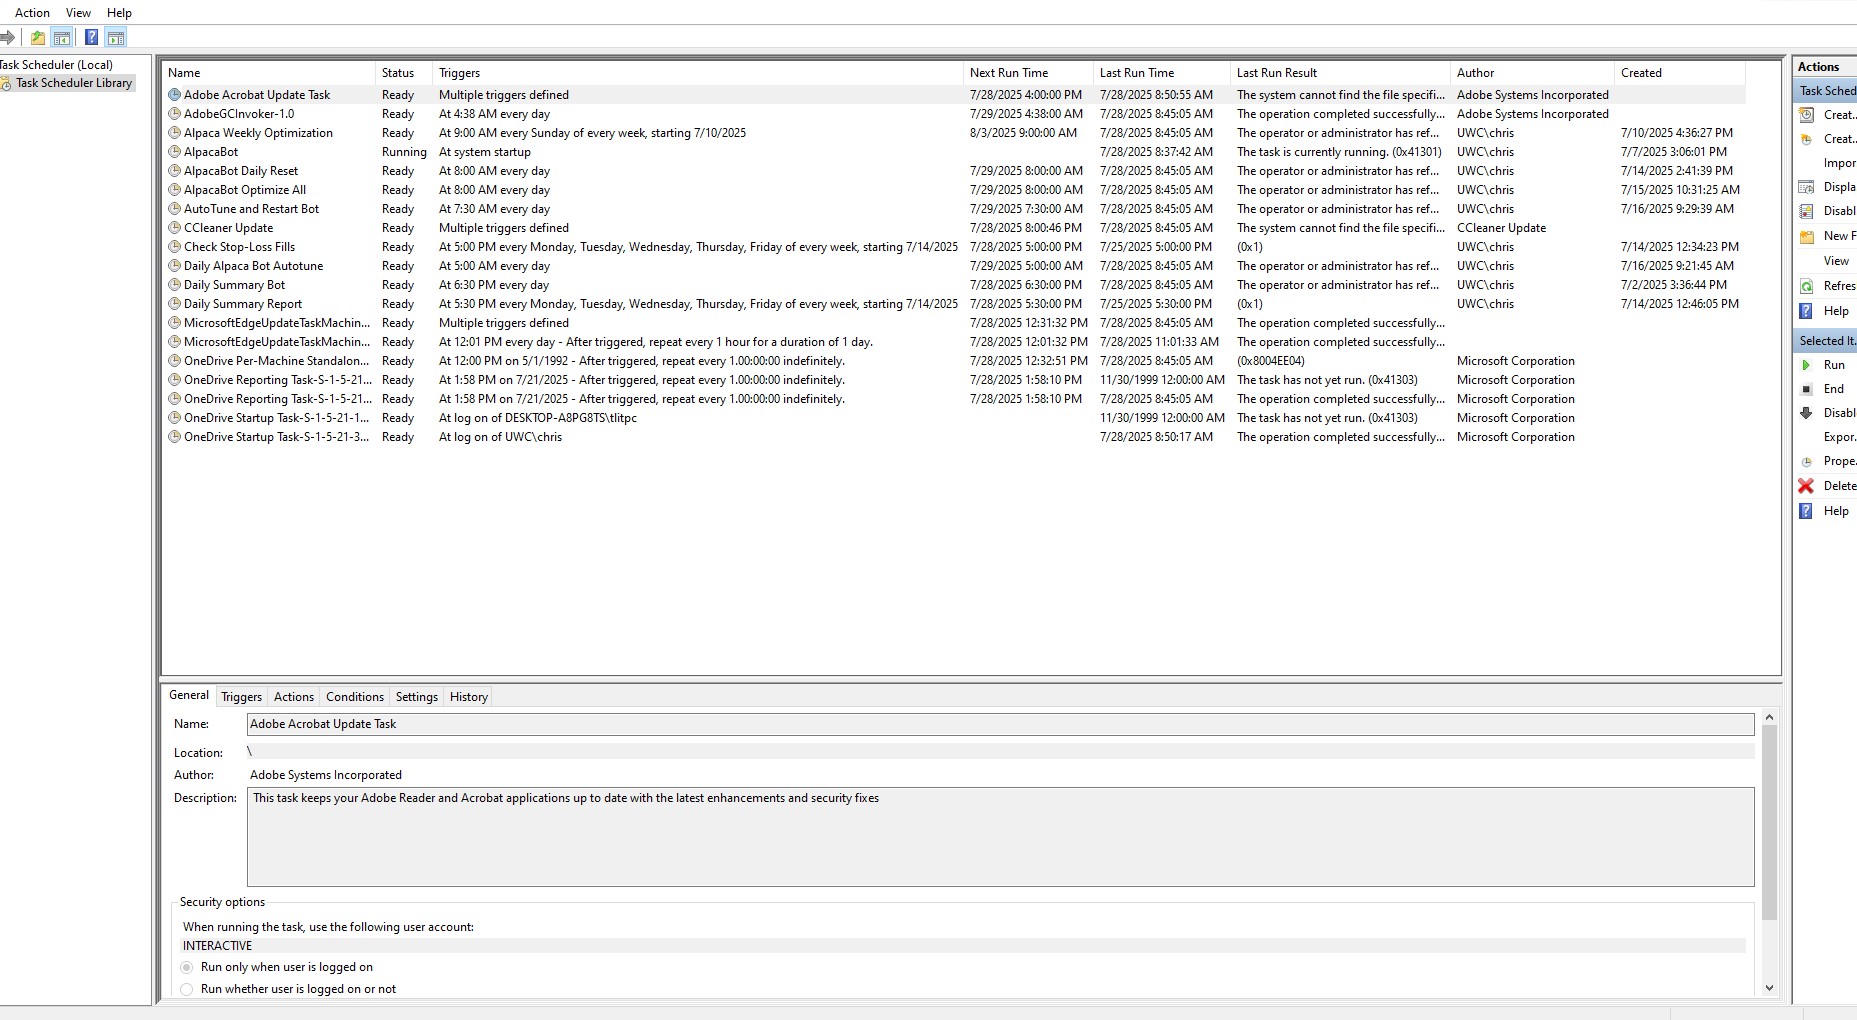 Action View Help
Task Scheduler (Local)
Task Scheduler Library
Name Status Triggers Next Run Time Last Run Time Last Run Result Author Created
Adobe Acrobat Update Task Ready Multiple triggers defined 7/28/2025 4:00:00 PM 7/28/2025 8:50:55 AM The system cannot find the file specifi... Adobe Systems Incorporated
AdobeGCInvoker-1.0 Ready At 4:38 AM every day 7/29/2025 4:38:00 AM 7/28/2025 8:45:05 AM The operation completed successfully... Adobe Systems Incorporated
Alpaca Weekly Optimization Ready At 9:00 AM every Sunday of every week, starting 7/10/2025 8/3/2025 9:00:00 AM 7/28/2025 8:45:05 AM The operator or administrator has ref... UWC\chris 7/10/2025 4:36:27 PM
AlpacaBot Running At system startup 7/28/2025 8:37:42 AM The task is currently running. (0x41301) UWC\chris 7/7/2025 3:06:01 PM
AlpacaBot Daily Reset Ready At 8:00 AM every day 7/29/2025 8:00:00 AM 7/28/2025 8:45:05 AM The operator or administrator has ref... UWC\chris 7/14/2025 2:41:39 PM
AlpacaBot Optimize All Ready At 8:00 AM every day 7/29/2025 8:00:00 AM 7/28/2025 8:45:05 AM The operator or administrator has ref... UWC\chris 7/15/2025 10:31:25 AM
AutoTune and Restart Bot Ready At 7:30 AM every day 7/29/2025 7:30:00 AM 7/28/2025 8:45:05 AM The operator or administrator has ref... UWC\chris 7/16/2025 9:29:39 AM
CCleaner Update Ready Multiple triggers defined 7/28/2025 8:00:46 PM 7/28/2025 8:45:05 AM The system cannot find the file specifi... CCleaner Update
Check Stop-Loss Fills Ready At 5:00 PM every Monday, Tuesday, Wednesday, Thursday, Friday of every week, starting 7/14/2025 7/28/2025 5:00:00 PM 7/25/2025 5:00:00 PM (0x1) UWC\chris 7/14/2025 12:34:23 PM
Daily Alpaca Bot Autotune Ready At 5:00 AM every day 7/29/2025 5:00:00 AM 7/28/2025 8:45:05 AM The operator or administrator has ref... UWC\chris 7/16/2025 9:21:45 AM
Daily Summary Bot Ready At 6:30 PM every day 7/28/2025 6:30:00 PM 7/28/2025 8:45:05 AM The operator or administrator has ref... UWC\chris 7/2/2025 3:36:44 PM
Daily Summary Report Ready At 5:30 PM every Monday, Tuesday, Wednesday, Thursday, Friday of every week, starting 7/14/2025 7/28/2025 5:30:00 PM 7/25/2025 5:30:00 PM (0x1) UWC\chris 7/14/2025 12:46:05 PM
MicrosoftEdgeUpdateTaskMachin... Ready Multiple triggers defined 7/28/2025 12:31:32 PM 7/28/2025 8:45:05 AM The operation completed successfully...
MicrosoftEdgeUpdateTaskMachin... Ready At 12:01 PM every day - After triggered, repeat every 1 hour for a duration of 1 day. 7/28/2025 12:01:32 PM 7/28/2025 11:01:33 AM The operation completed successfully...
OneDrive Per-Machine Standalon... Ready At 12:00 PM on 5/1/1992 - After triggered, repeat every 1.00:00:00 indefinitely. 7/28/2025 12:32:51 PM 7/28/2025 8:45:05 AM (0x8004EE04) Microsoft Corporation
OneDrive Reporting Task-S-1-5-21... Ready At 1:58 PM on 7/21/2025 - After triggered, repeat every 1.00:00:00 indefinitely. 7/28/2025 1:58:10 PM 11/30/1999 12:00:00 AM The task has not yet run. (0x41303) Microsoft Corporation
OneDrive Reporting Task-S-1-5-21... Ready At 1:58 PM on 7/21/2025 - After triggered, repeat every 1.00:00:00 indefinitely. 7/28/2025 1:58:10 PM 7/28/2025 8:45:05 AM The operation completed successfully... Microsoft Corporation
OneDrive Startup Task-S-1-5-21-1... Ready At log on of DESKTOP-A8PG8TS\tlitpc 11/30/1999 12:00:00 AM The task has not yet run. (0x41303) Microsoft Corporation
OneDrive Startup Task-S-1-5-21-3... Ready At log on of UWC\chris 7/28/2025 8:50:17 AM The operation completed successfully... Microsoft Corporation
General Triggers Actions Conditions Settings History
Name: Adobe Acrobat Update Task
Location: \
Author: Adobe Systems Incorporated
Description: This task keeps your Adobe Reader and Acrobat applications up to date with the latest enhancements and security fixes
Security options
When running the task, use the following user account:
INTERACTIVE
Run only when user is logged on
Run whether user is logged on or not
Actions
Task Sched
Creat...
Creat...
Impor
Displa
Disabl
New F
View
Refres
Help
Selected It...
Run
End
Disabl
Expor.
Prope.
Delete
Help